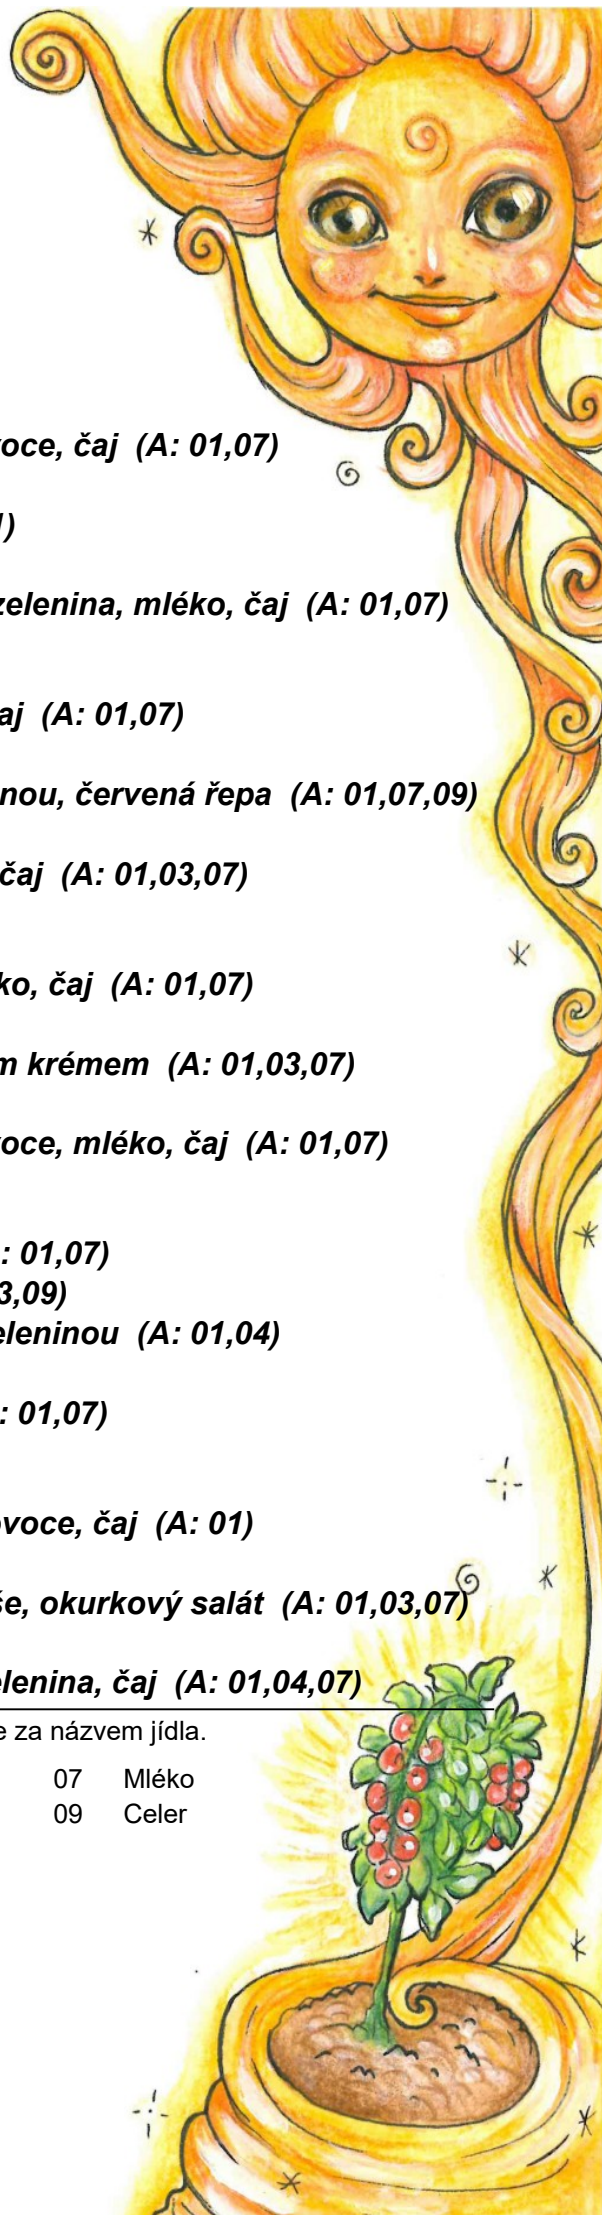 voce, čaj (A: 01,07)
1)
zelenina, mléko, čaj (A: 01,07)
aj (A: 01,07)
nou, červená řepa (A: 01,07,09)
čaj (A: 01,03,07)
ko, čaj (A: 01,07)
m krémem (A: 01,03,07)
voce, mléko, čaj (A: 01,07)
: 01,07)
3,09)
eleninou (A: 01,04)
: 01,07)
ovoce, čaj (A: 01)
še, okurkový salát (A: 01,03,07)
elenina, čaj (A: 01,04,07)
e za názvem jídla.
07 Mléko
09 Celer